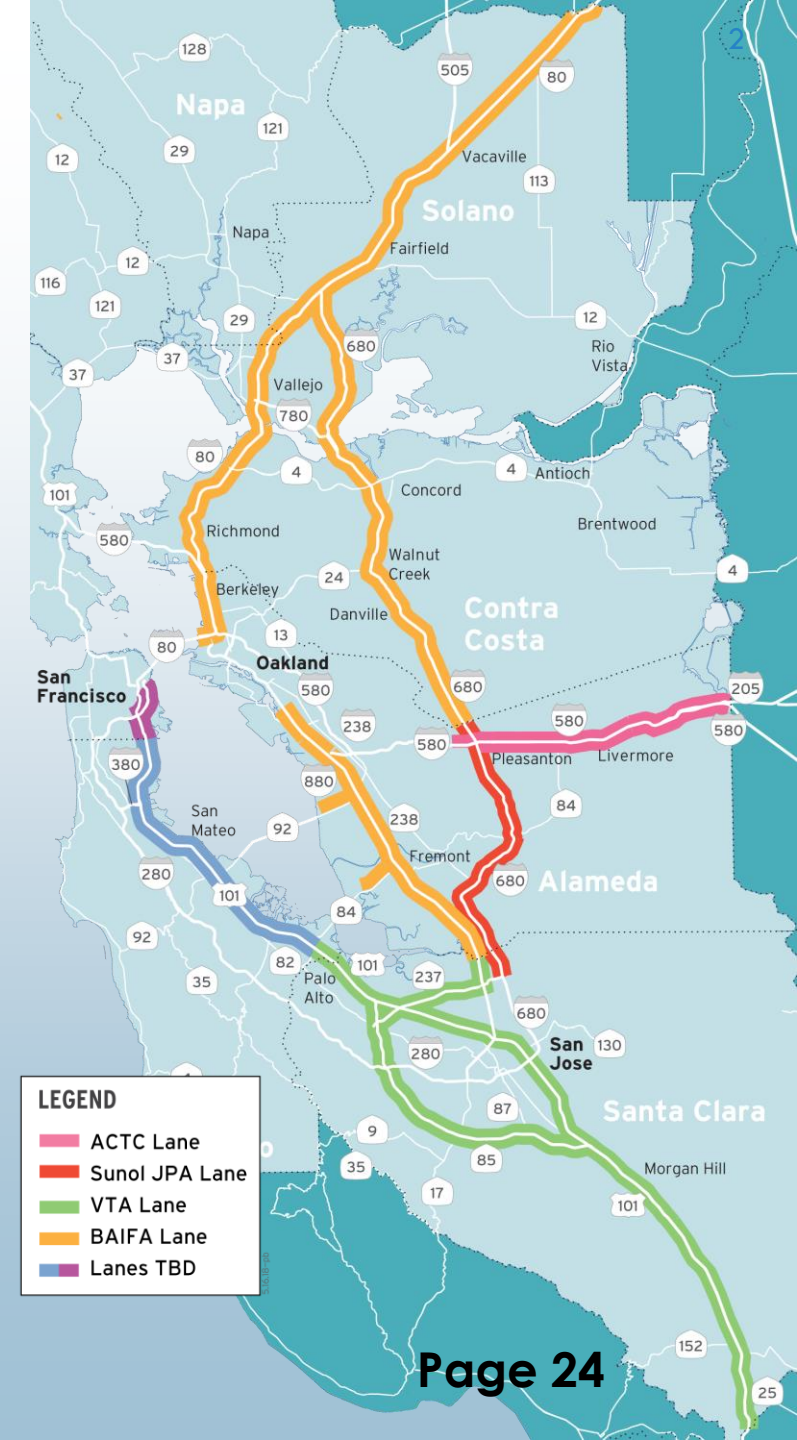 2
128
505
80
Napa
121
12
29
Vacaville
113
Solano
Napa
Fairfield
12
116
121
29
12
680
Rio
Vista
37
37
Vallejo
780
80
4
4
Antioch
101
Concord
Brentwood
Richmond
580
Walnut
Creek
24
4
Berkeley
Danville
Contra
Costa
13
80
Oakland
San
Francisco
580
680
205
238
580
580
580
Pleasanton
Livermore
380
880
84
San
Mateo
92
238
280
Fremont
680
Alameda
101
84
92
82
101
237
35
Palo
Alto
680
280
San
Jose
130
87
Santa Clara
9
85
35
Morgan Hill
17
101
o
LEGEND
ACTC Lane
Sunol JPA Lane
VTA Lane
BAIFA Lane
Lanes TBD
152
Page 24
25